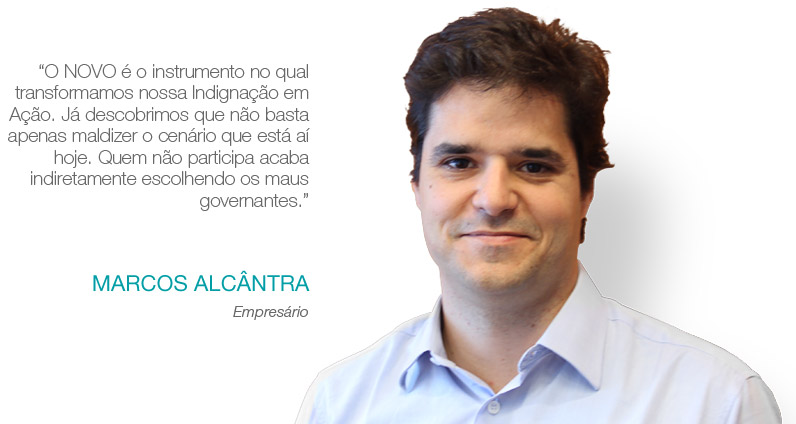 “O NOVO é o instrumento no qual
transformamos nossa Indignação em
Ação. Já descobrimos que não basta
apenas maldizer o cenário que está aí
hoje. Quem não participa acaba
indiretamente escolhendo os maus
governantes.”
MARCOS ALCÂNTRA
Empresário